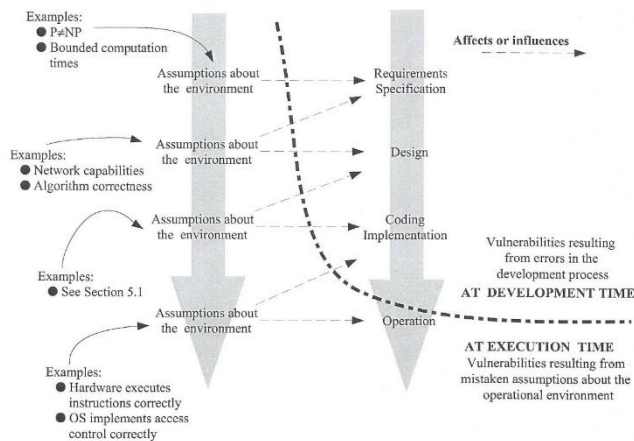 Examples:
● P≠NP
● Bounded computation
times
Affects or influences
Assumptions about
the environment
Requirements
Specification
Examples:
● Network capabilities
● Algorithm correctness
Assumptions about
the environment
Design
Assumptions about
the environment
Coding
Implementation
Examples:
● See Section 5.1
Vulnerabilities resulting
from errors in the
development process
AT DEVELOPMENT TIME
Assumptions about
the environment
Operation
AT EXECUTION TIME
Vulnerabilities resulting from
mistaken assumptions about the
operational environment
Examples:
● Hardware executes
instructions correctly
● OS implements access
control correctly